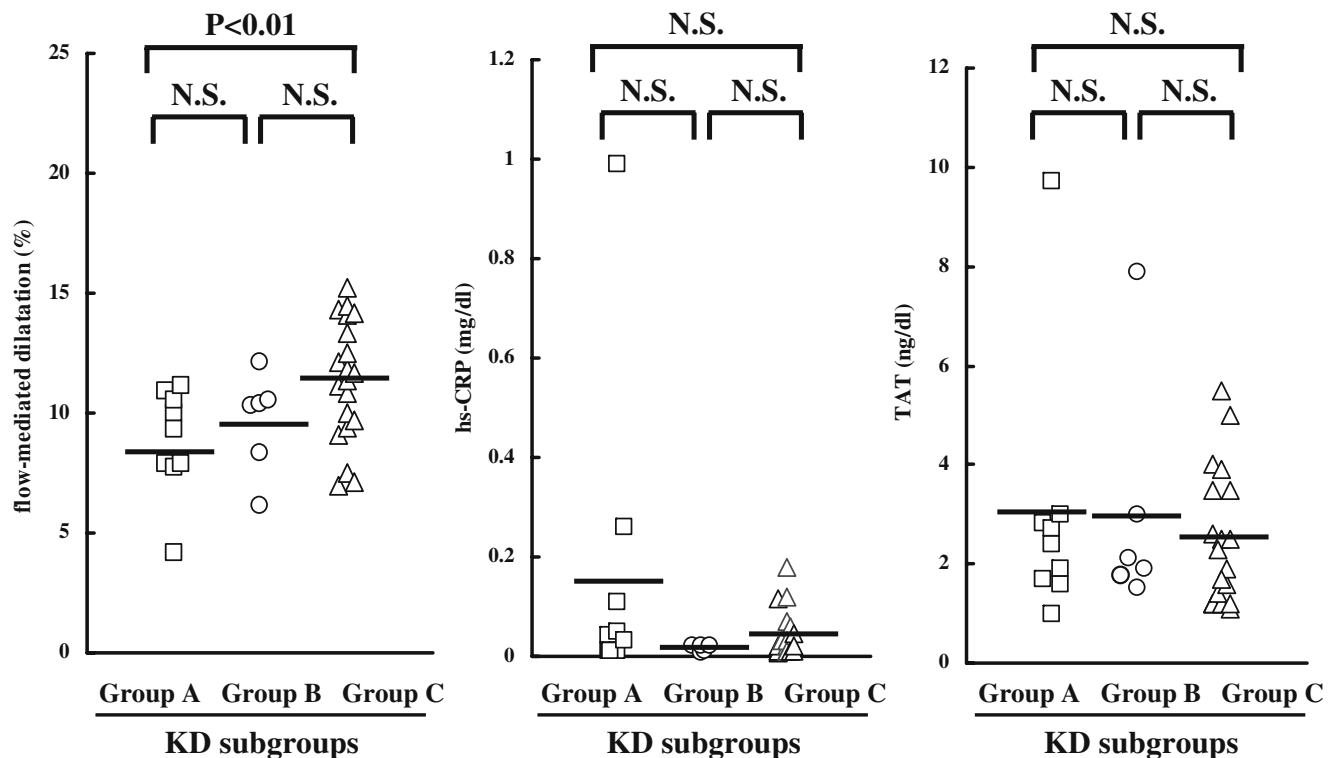 P<0.01
N.S.
N.S.
25
20
15
10
5
0
flow-mediated dilatation (%)
Group A Group B Group C
KD subgroups
N.S.
N.S.
N.S.
1.2
1
0.8
0.6
0.4
0.2
0
hs-CRP (mg/dl)
Group A Group B Group C
KD subgroups
N.S.
N.S.
N.S.
12
10
8
6
4
2
0
TAT (ng/dl)
Group A Group B Group C
KD subgroups